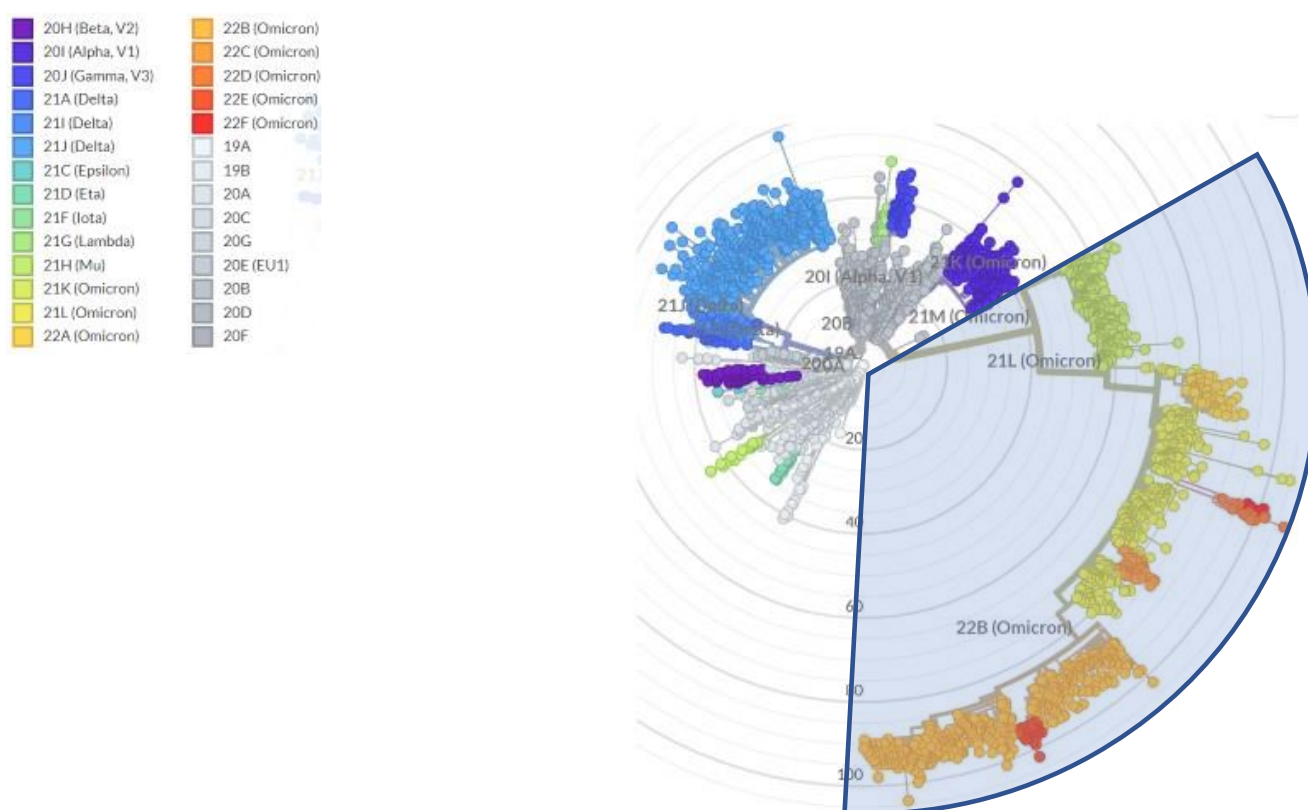 20H (Beta, V2)
20I (Alpha, V1)
20J (Gamma, V3)
21A (Delta)
21I (Delta)
21J (Delta)
21C (Epsilon)
21D (Eta)
21F (Iota)
21G (Lambda)
21H (Mu)
21K (Omicron)
21L (Omicron)
22A (Omicron)
22B (Omicron)
22C (Omicron)
22D (Omicron)
22E (Omicron)
22F (Omicron)
19A
19B
20A
20C
20G
20E (EU1)
20B
20D
20F
21K (Omicron)
20I (Alpha, V1)
21J (Delta)
20B
21M (Omicron)
19A
20A
21L (Omicron)
20
40
60
22B (Omicron)
80
100